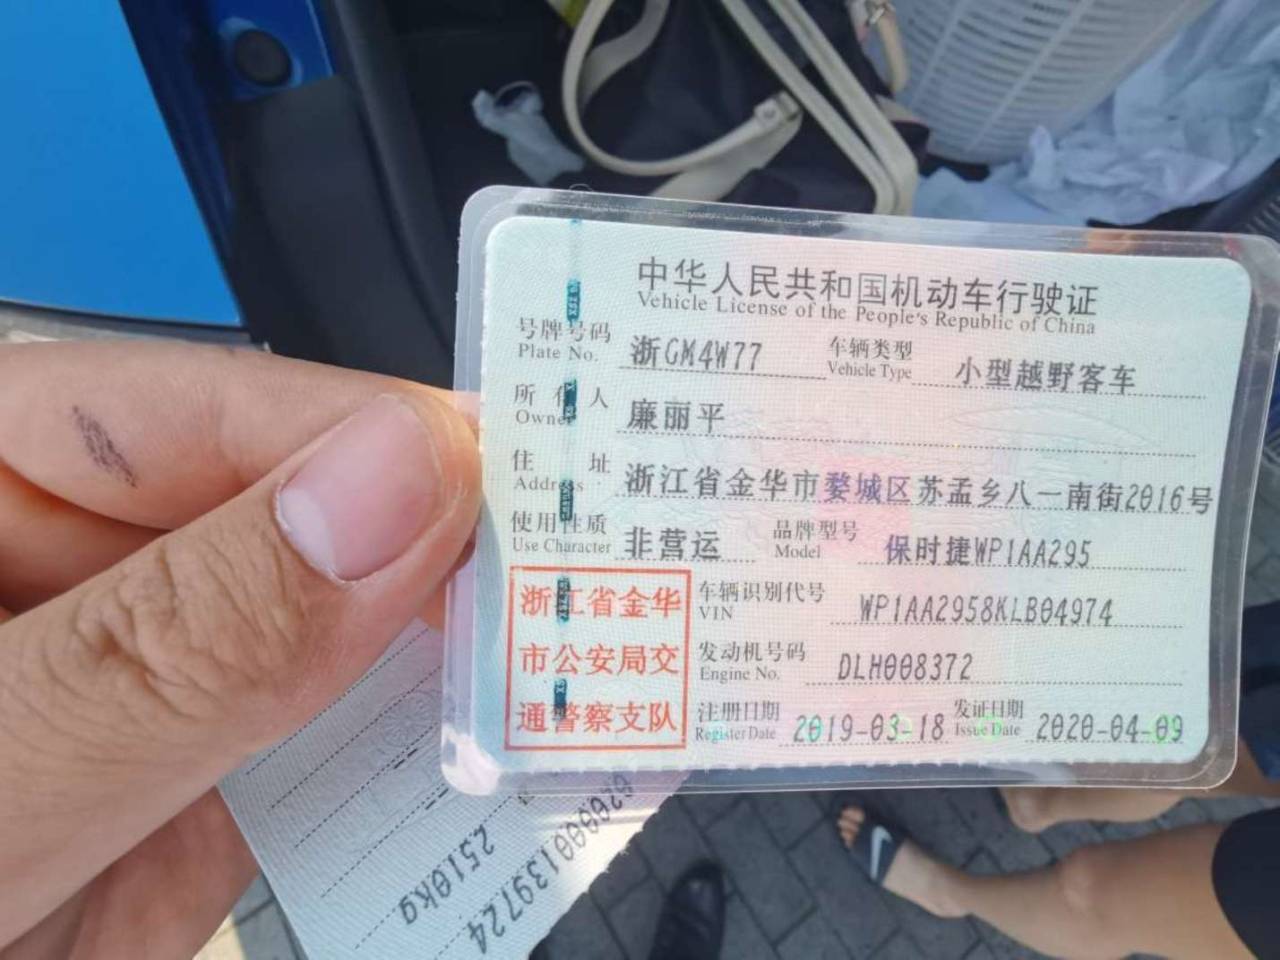 中华人民共和国机动车行驶证
Vehicle License of the People's Republic of China
号牌号码 浙GM4W77 车辆类型 小型越野客车
Plate No. Vehicle Type
所 人 廉丽平
Owner
住 址 浙江省金华市婺城区苏孟乡八一南街2016号
Address
使用性质 非营运 品牌型号 保时捷WP1AA295
Use Character Model
浙江省金华
市公安局交
通警察支队
车辆识别代号 WP1AA2958KLB04974
VIN
发动机号码 DLH008372
Engine No.
注册日期 2019-03-18 发证日期 2020-04-09
Register Date Issue Date
2510kg